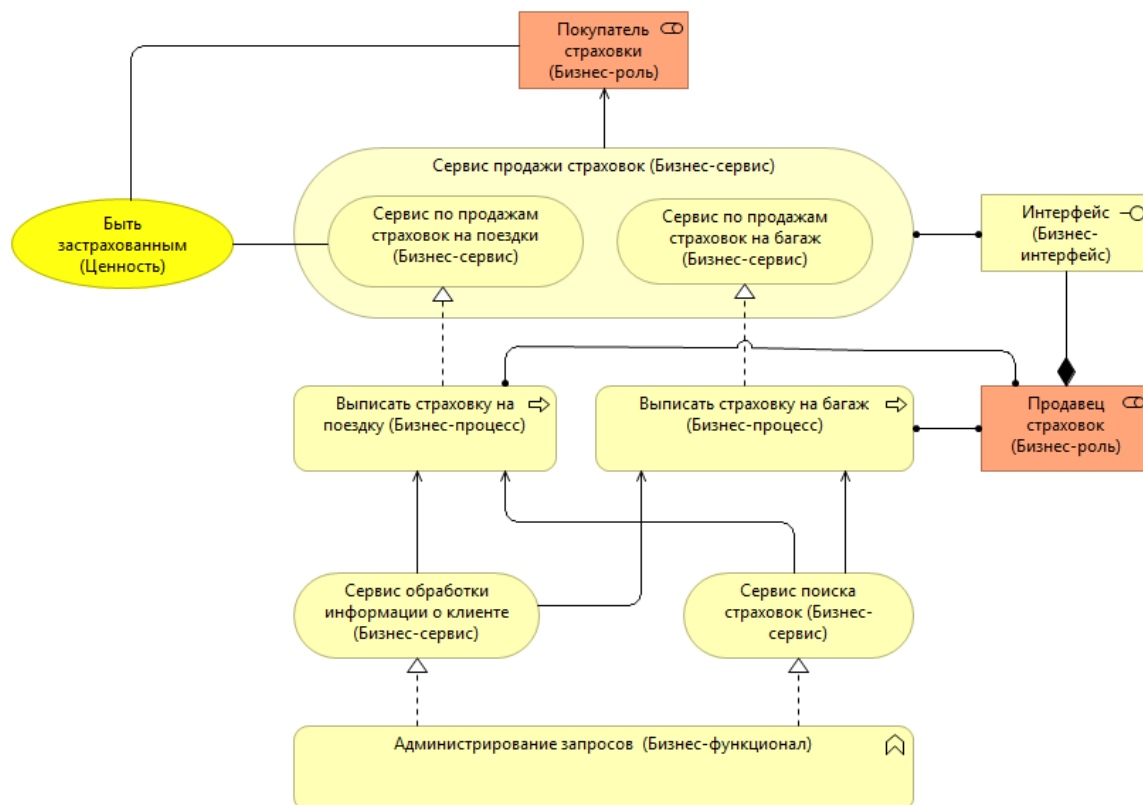 Покупатель
страховки
(Бизнес-роль)
Сервис продажи страховок (Бизнес-сервис)
Быть
застрахованным
(Ценность)
Сервис по продажам
страховок на поездки
(Бизнес-сервис)
Сервис по продажам
страховок на багаж
(Бизнес-сервис)
Интерфейс
(Бизнес-
интерфейс)
Выписать страховку на
поездку (Бизнес-процесс)
Выписать страховку на багаж
(Бизнес-процесс)
Продавец
страховок
(Бизнес-роль)
Сервис обработки
информации о клиенте
(Бизнес-сервис)
Сервис поиска
страховок (Бизнес-
сервис)
Администрирование запросов (Бизнес-функционал)